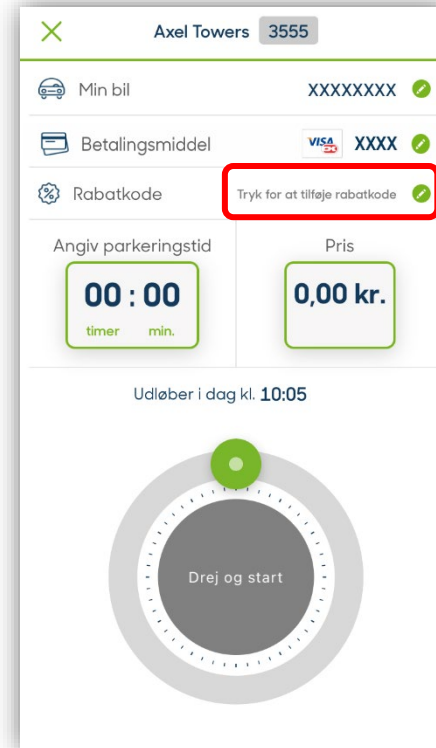 Axel Towers 3555
Min bil XXXXXXXX
Betalingsmiddel VISA XXXX
Rabatkode Tryk for at tilføje rabatkode
Angiv parkeringstid Pris
00 : 00 0,00 kr.
timer min.
Udløber i dag kl. 10:05
Drej og start